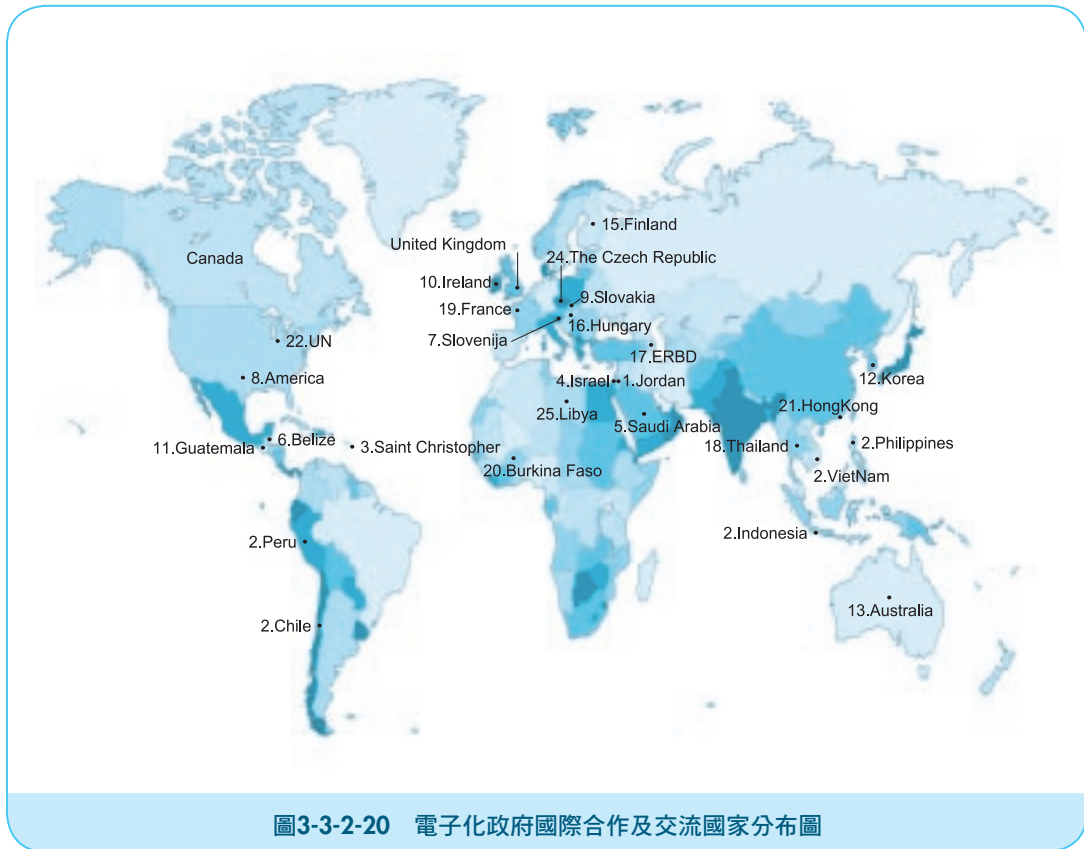 15.Finland
United Kingdom
24.The Czech Republic
Canada
10.Ireland
9.Slovakia
19.France
16.Hungary
7.Slovenija
22.UN
17.ERBD
8.America
4.Israel
1.Jordan
12.Korea
25.Libya
21.HongKong
5.Saudi Arabia
6.Belize
3.Saint Christopher
11.Guatemala
18.Thailand
2.Philippines
20.Burkina Faso
2.VietNam
2.Indonesia
2.Peru
13.Australia
2.Chile
圖3-3-2-20 電子化政府國際合作及交流國家分布圖